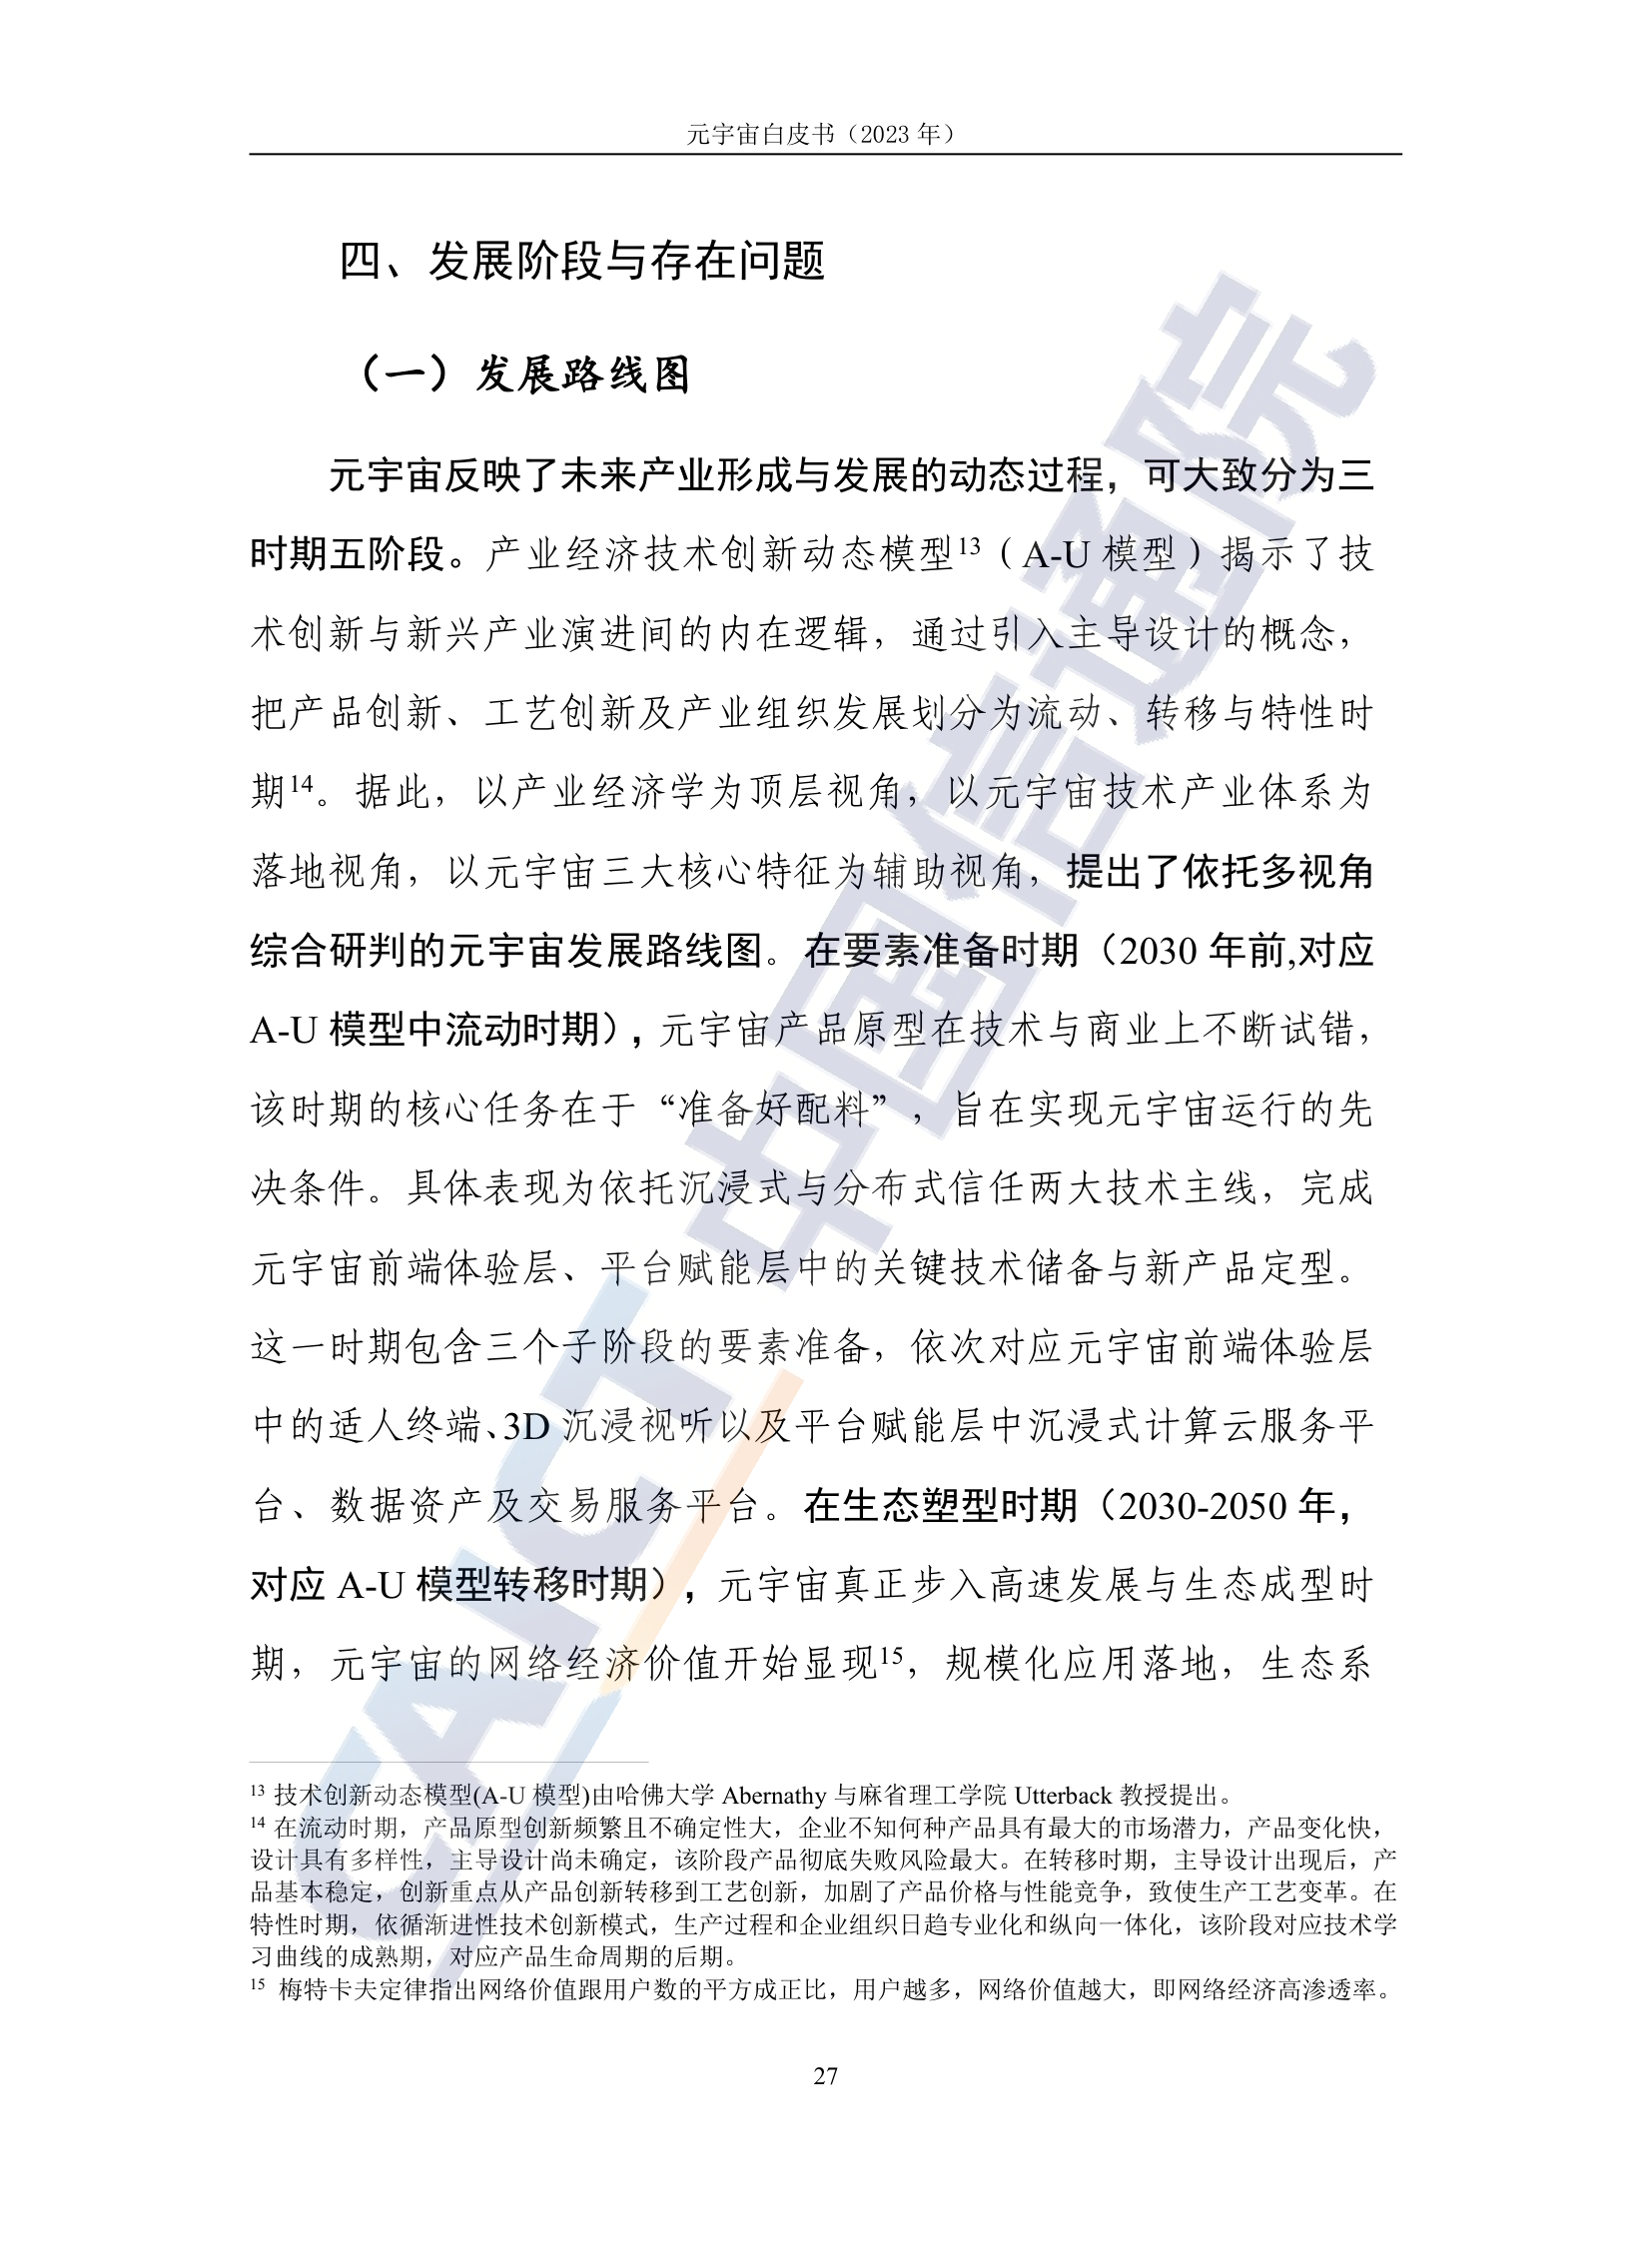 元宇宙白皮书（2023 年）
四、发展阶段与存在问题
（一）发展路线图
元宇宙反映了未来产业形成与发展的动态过程，可大致分为三
时期五阶段。产业经济技术创新动态模型13（A-U 模型）揭示了技
术创新与新兴产业演进间的内在逻辑，通过引入主导设计的概念，
把产品创新、工艺创新及产业组织发展划分为流动、转移与特性时
期14。据此，以产业经济学为顶层视角，以元宇宙技术产业体系为
落地视角，以元宇宙三大核心特征为辅助视角，提出了依托多视角
综合研判的元宇宙发展路线图。在要素准备时期（2030 年前,对应
A-U 模型中流动时期），元宇宙产品原型在技术与商业上不断试错，
该时期的核心任务在于“准备好配料”，旨在实现元宇宙运行的先
决条件。具体表现为依托沉浸式与分布式信任两大技术主线，完成
元宇宙前端体验层、平台赋能层中的关键技术储备与新产品定型。
这一时期包含三个子阶段的要素准备，依次对应元宇宙前端体验层
中的适人终端、3D 沉浸视听以及平台赋能层中沉浸式计算云服务平
台、数据资产及交易服务平台。在生态塑型时期（2030-2050 年，
对应 A-U 模型转移时期），元宇宙真正步入高速发展与生态成型时
期，元宇宙的网络经济价值开始显现15，规模化应用落地，生态系
13 技术创新动态模型(A-U 模型)由哈佛大学 Abernathy 与麻省理工学院 Utterback 教授提出。
14 在流动时期，产品原型创新频繁且不确定性大，企业不知何种产品具有最大的市场潜力，产品变化快，
设计具有多样性，主导设计尚未确定，该阶段产品彻底失败风险最大。在转移时期，主导设计出现后，产
品基本稳定，创新重点从产品创新转移到工艺创新，加剧了产品价格与性能竞争，致使生产工艺变革。在
特性时期，依循渐进性技术创新模式，生产过程和企业组织日趋专业化和纵向一体化，该阶段对应技术学
习曲线的成熟期，对应产品生命周期的后期。
15 梅特卡夫定律指出网络价值跟用户数的平方成正比，用户越多，网络价值越大，即网络经济高渗透率。
27
CAICT 中国信通院